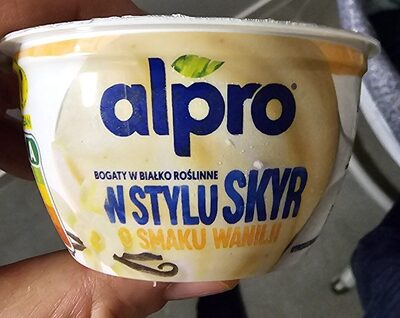 alpro
BOGATY W BIAŁKO ROŚLINNE
W STYLU SKYR
O SMAKU WANILII